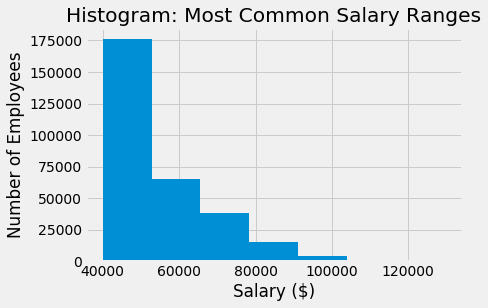 Histogram: Most Common Salary Ranges
Number of Employees
175000
150000
125000
100000
75000
50000
25000
0
40000 60000 80000 100000 120000
Salary ($)